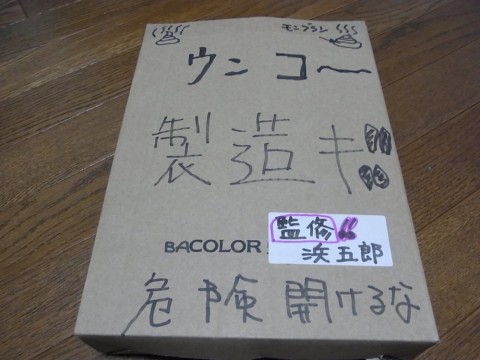 モンブラン
ウンコ〜
製造キ
監修
BACOLOR
浜五郎
危険開けるな